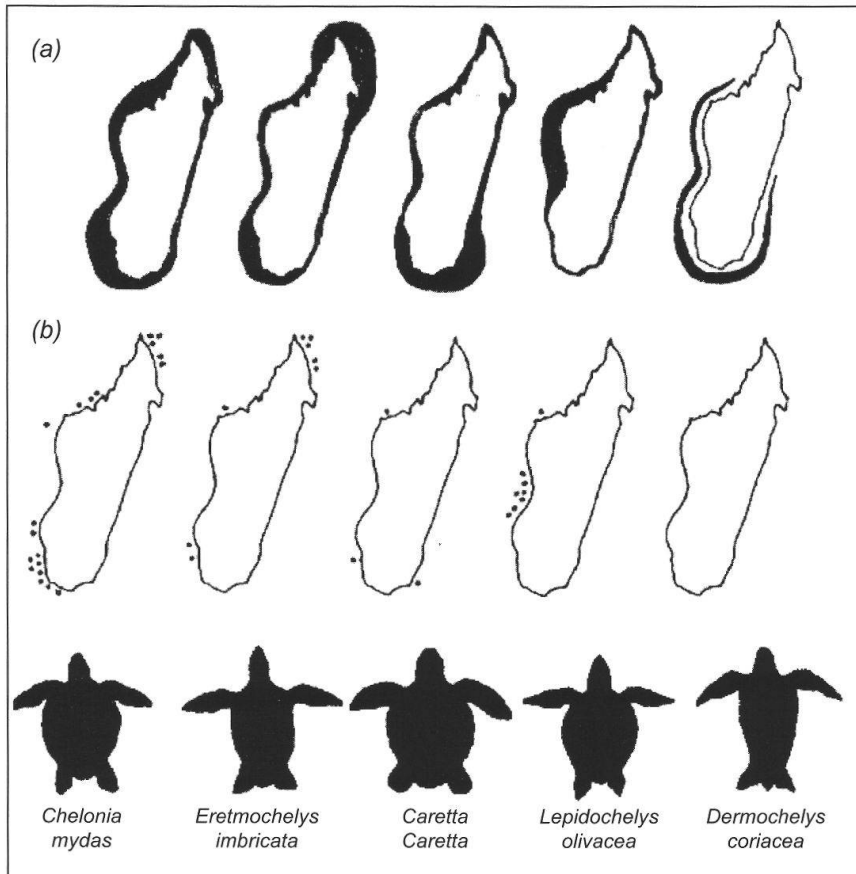 (a)
(b)
Chelonia
mydas
Eretmochelys
imbricata
Caretta
Caretta
Lepidochelys
olivacea
Dermochelys
coriacea